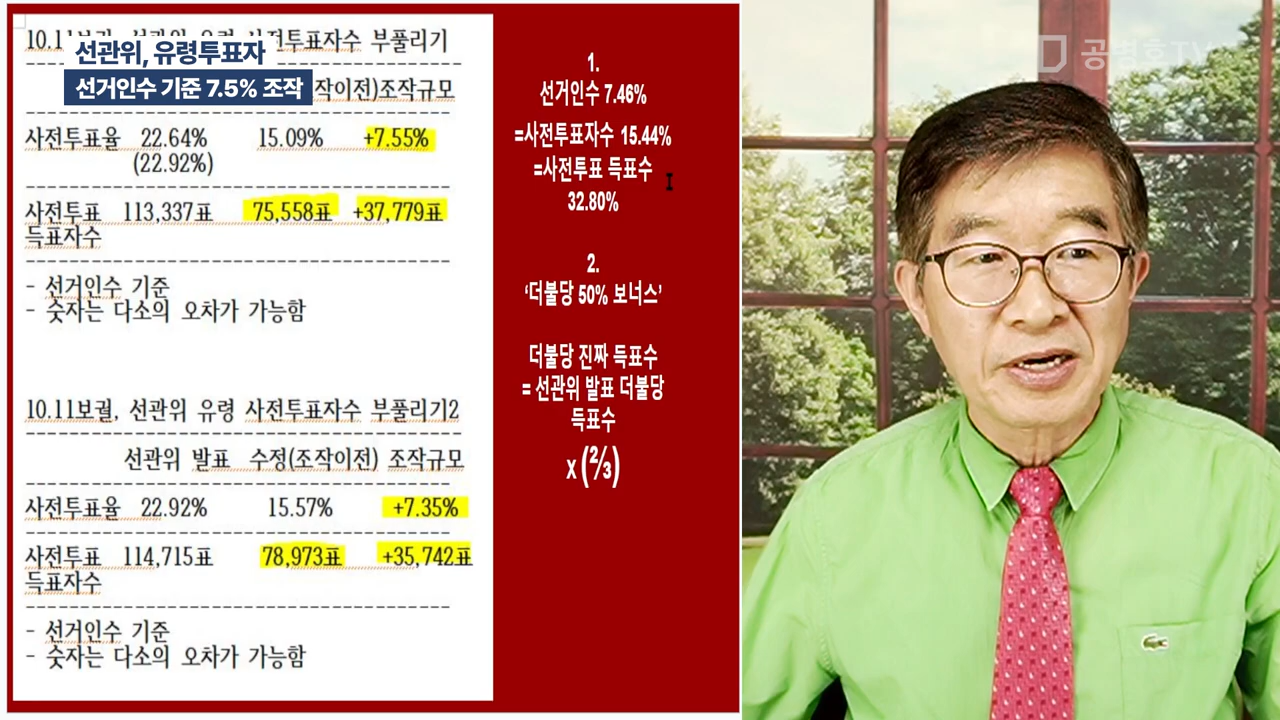 선관위, 유령투표자
선거인수 기준 7.5% 조작
10.11 사전투표자수 부풀리기
작이전)조작규모
사전투표율 22.64% 15.09% +7.55%
(22.92%)
사전투표 113,337표 75,558표 +37,779표
득표자수
- 선거인수 기준
- 숫자는 다소의 오차가 가능함
10.11보궐, 선관위 유령 사전투표자수 부풀리기2
선관위 발표 수정(조작이전) 조작규모
사전투표율 22.92% 15.57% +7.35%
사전투표 114,715표 78,973표 +35,742표
득표자수
- 선거인수 기준
- 숫자는 다소의 오차가 가능함
1.
선거인수 7.46%
=사전투표자수 15.44%
=사전투표 득표수
32.80%
2.
‘더불당 50% 보너스’
더불당 진짜 득표수
= 선관위 발표 더불당
득표수
x (⅔)
공병호TV